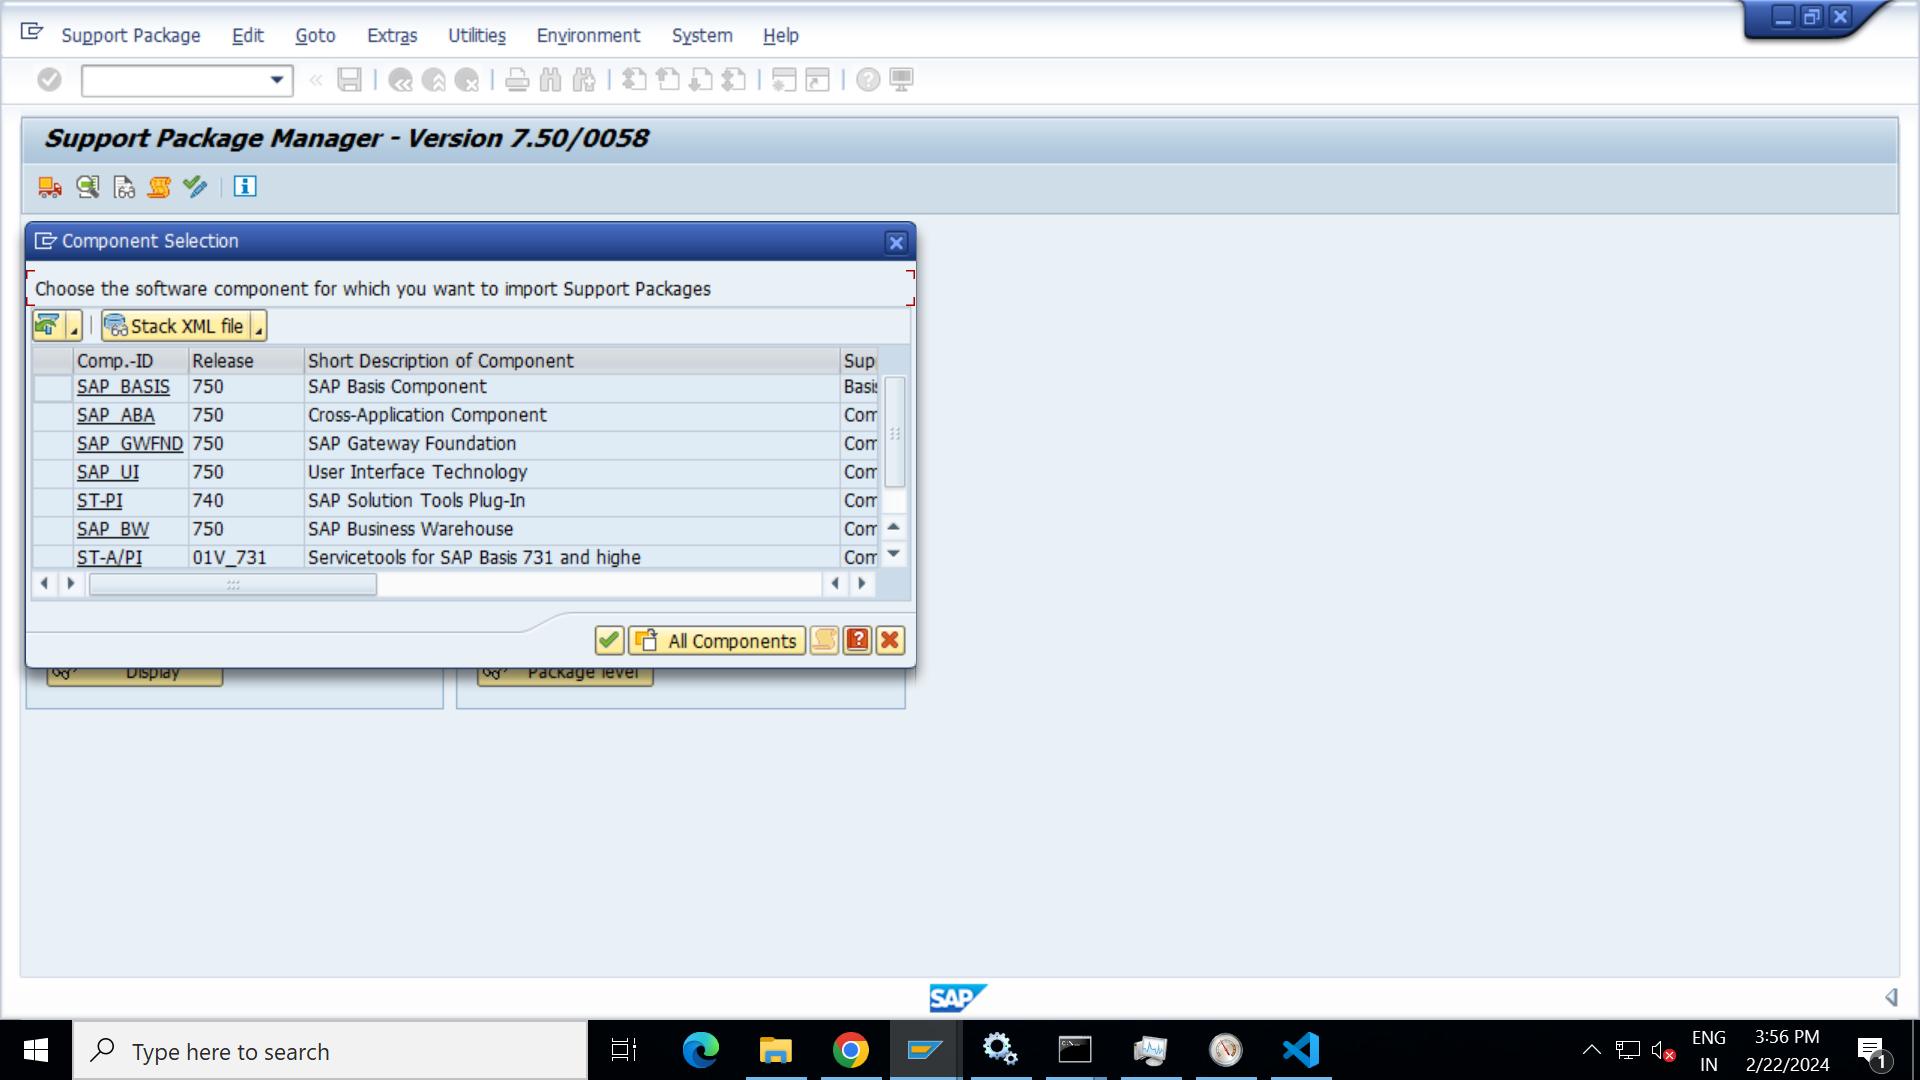 Support Package Edit Goto Extras Utilities Environment System Help
Support Package Manager - Version 7.50/0058
Component Selection
Choose the software component for which you want to import Support Packages
Stack XML file
Comp.-ID Release Short Description of Component Sup
SAP_BASIS 750 SAP Basis Component Basis
SAP_ABA 750 Cross-Application Component Com
SAP_GWFND 750 SAP Gateway Foundation Com
SAP_UI 750 User Interface Technology Com
ST-PI 740 SAP Solution Tools Plug-In Com
SAP_BW 750 SAP Business Warehouse Com
ST-A/PI 01V_731 Servicetools for SAP Basis 731 and highe Com
All Components
Display Package level
SAP
Type here to search
ENG
IN
3:56 PM
2/22/2024
1